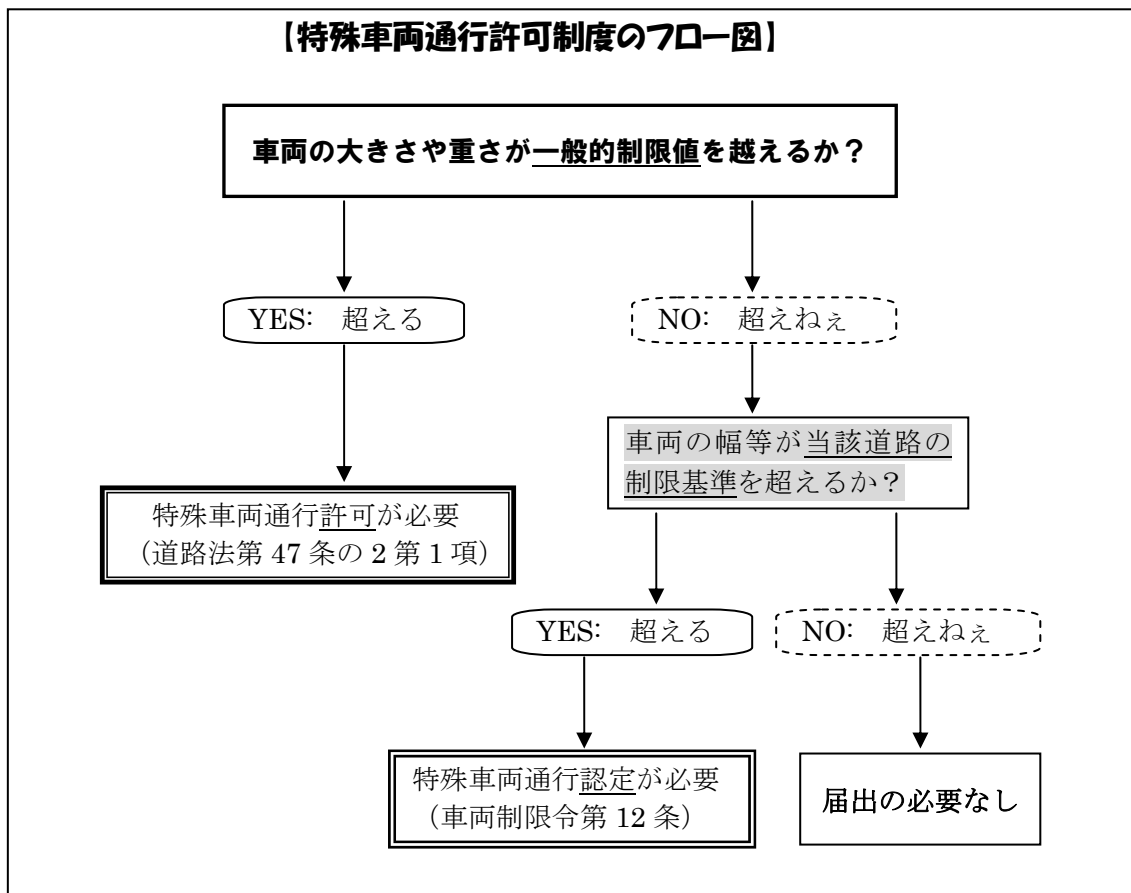 【特殊車両通行許可制度のフロー図】
車両の大きさや重さが一般的制限値を越えるか？
YES:　超える
NO:　超えねぇ
車両の幅等が当該道路の
制限基準を超えるか？
特殊車両通行許可が必要
（道路法第 47 条の 2 第 1 項）
YES:　超える
NO:　超えねぇ
特殊車両通行認定が必要
（車両制限令第 12 条）
届出の必要なし